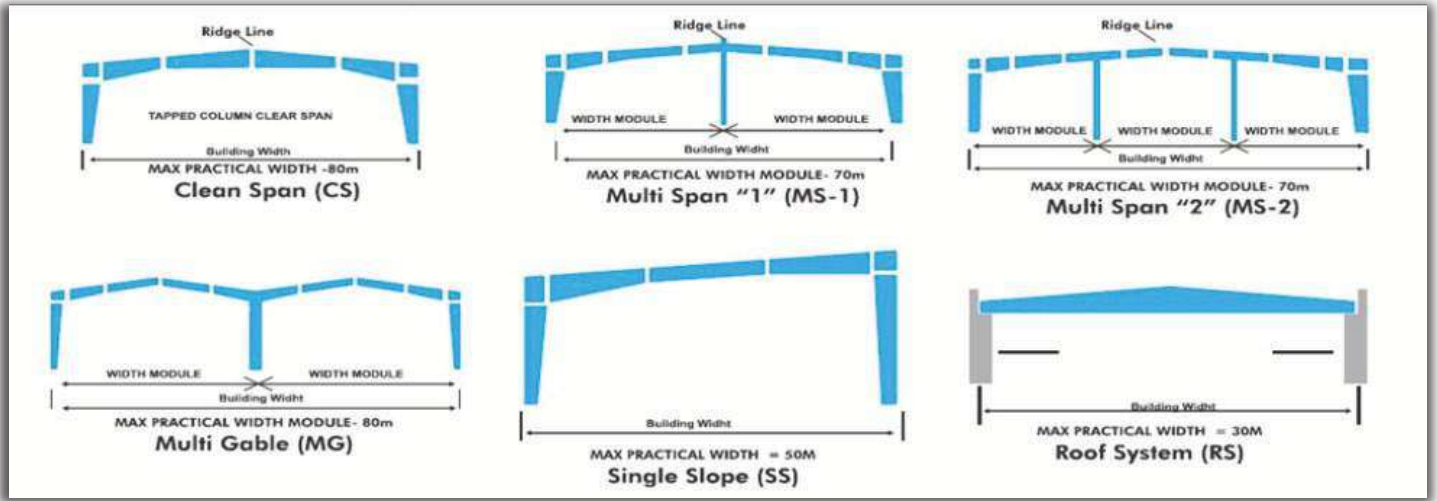 Ridge Line
TAPPED COLUMN CLEAR SPAN
Building Width
MAX PRACTICAL WIDTH -80m
Clean Span (CS)
Ridge Line
WIDTH MODULE WIDTH MODULE
Building Widht
MAX PRACTICAL WIDTH MODULE- 70m
Multi Span “1” (MS-1)
Ridge Line
WIDTH MODULE WIDTH MODULE WIDTH MODULE
Building Widht
MAX PRACTICAL WIDTH MODULE- 70m
Multi Span “2” (MS-2)
WIDTH MODULE WIDTH MODULE
Building Widht
MAX PRACTICAL WIDTH MODULE- 80m
Multi Gable (MG)
Building Widht
MAX PRACTICAL WIDTH = 50M
Single Slope (SS)
Building Widht
MAX PRACTICAL WIDTH = 30M
Roof System (RS)